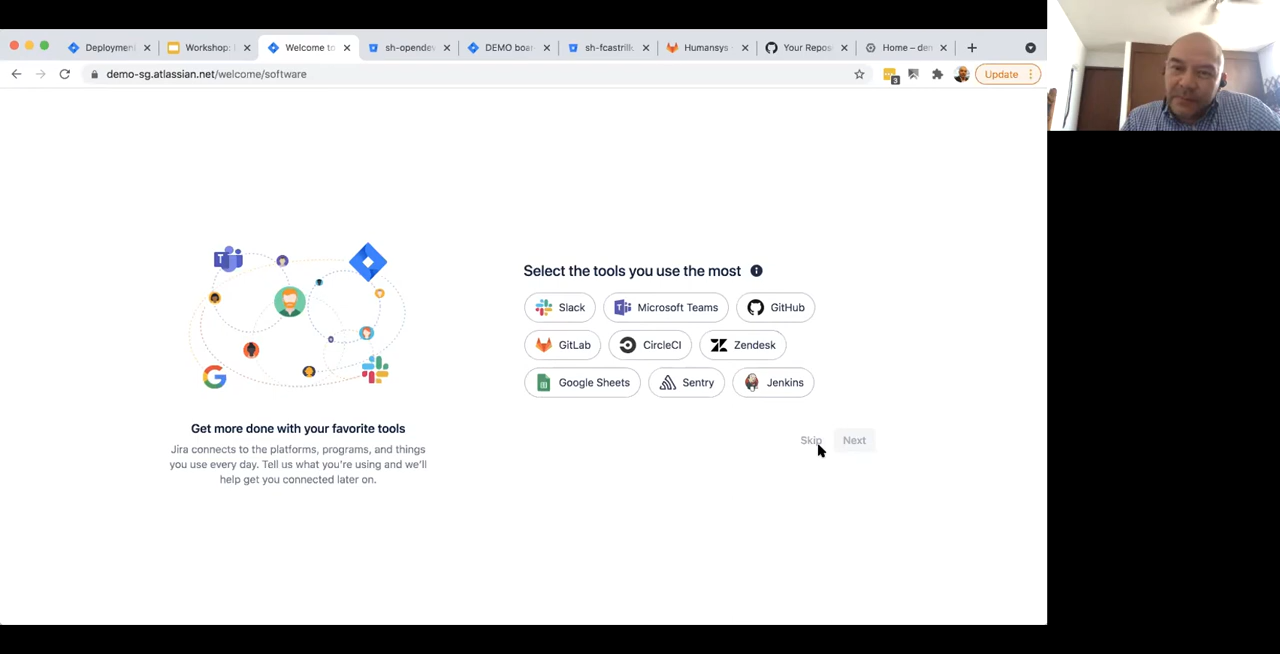 Deployment
Workshop:
Welcome to
sh-opendev
DEMO boar
sh-fcastrillo
Humansys
Your Repos
Home – den
demo-sg.atlassian.net/welcome/software
3
Update
Select the tools you use the most
Slack
Microsoft Teams
GitHub
GitLab
CircleCI
Zendesk
Google Sheets
Sentry
Jenkins
Get more done with your favorite tools
Jira connects to the platforms, programs, and things
you use every day. Tell us what you're using and we'll
help get you connected later on.
Skip
Next